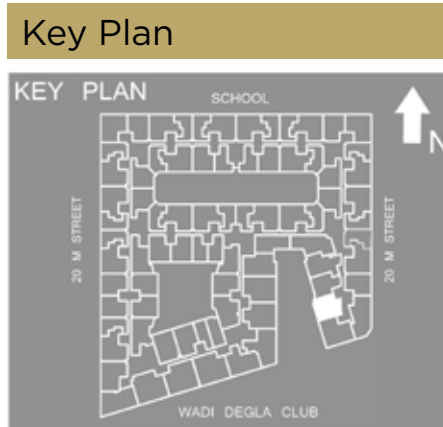 Key Plan
KEY PLAN
SCHOOL
N
20 M STREET
20 M STREET
WADI DEGLA CLUB